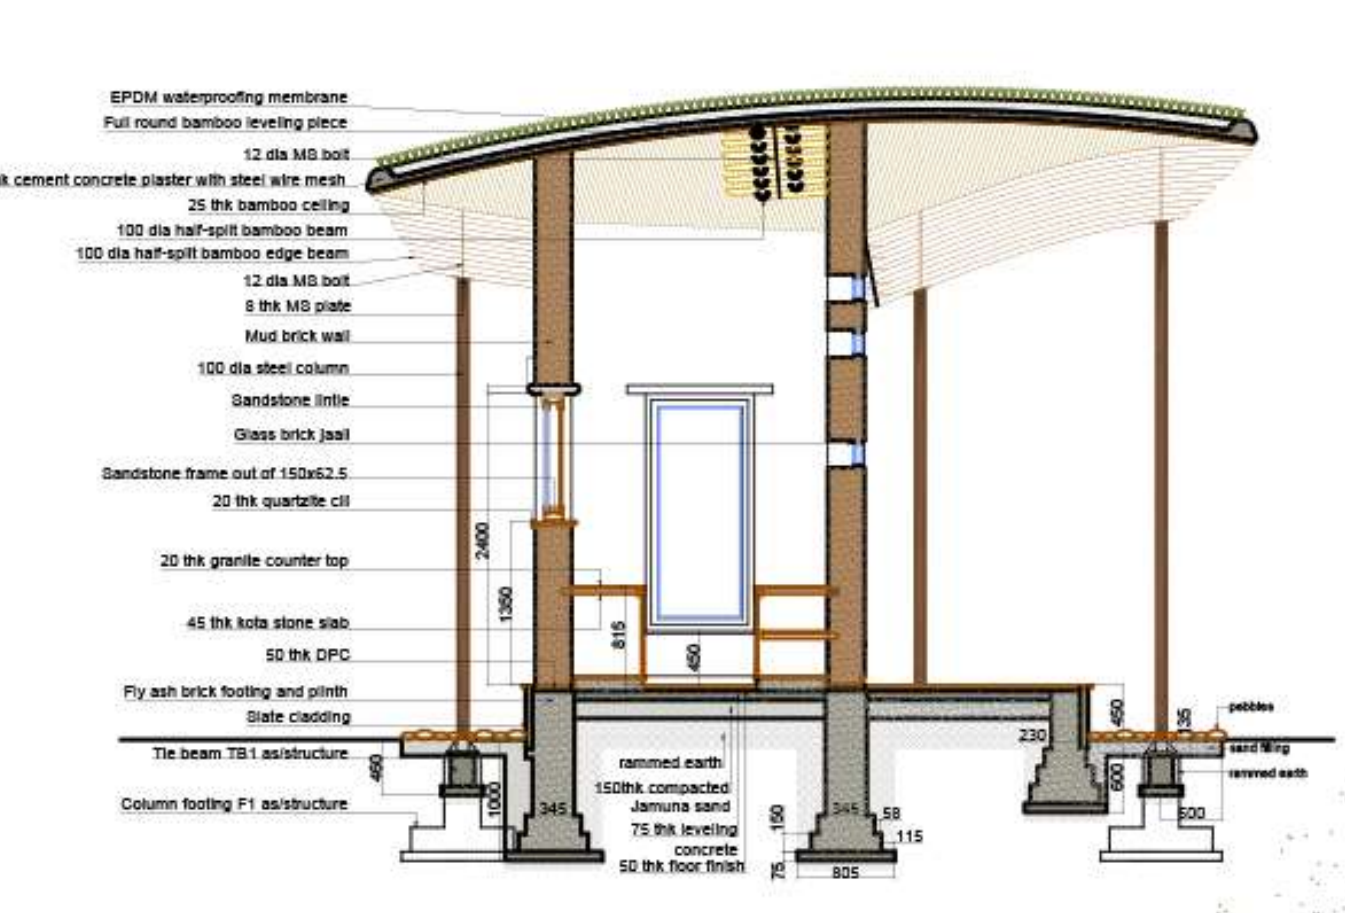 EPDM waterproofing membrane
Full round bamboo leveling piece
12 dia MS bolt
k cement concrete plaster with steel wire mesh
25 thk bamboo ceiling
100 dia half-split bamboo beam
100 dia half-split bamboo edge beam
12 dia MS bolt
8 thk MS plate
Mud brick wall
100 dia steel column
Sandstone lintle
Glass brick jaali
Sandstone frame out of 150x62.5
20 thk quartzite cill
20 thk granite counter top
45 thk kota stone slab
50 thk DPC
Fly ash brick footing and plinth
Slate cladding
Tie beam TB1 as/structure
Column footing F1 as/structure
2400
1350
815
450
460
1000
345
rammed earth
150thk compacted
Jamuna sand
75 thk leveling
concrete
50 thk floor finish
150
75
345
58
115
805
230
450
135
600
500
pebbles
sand filling
rammed earth